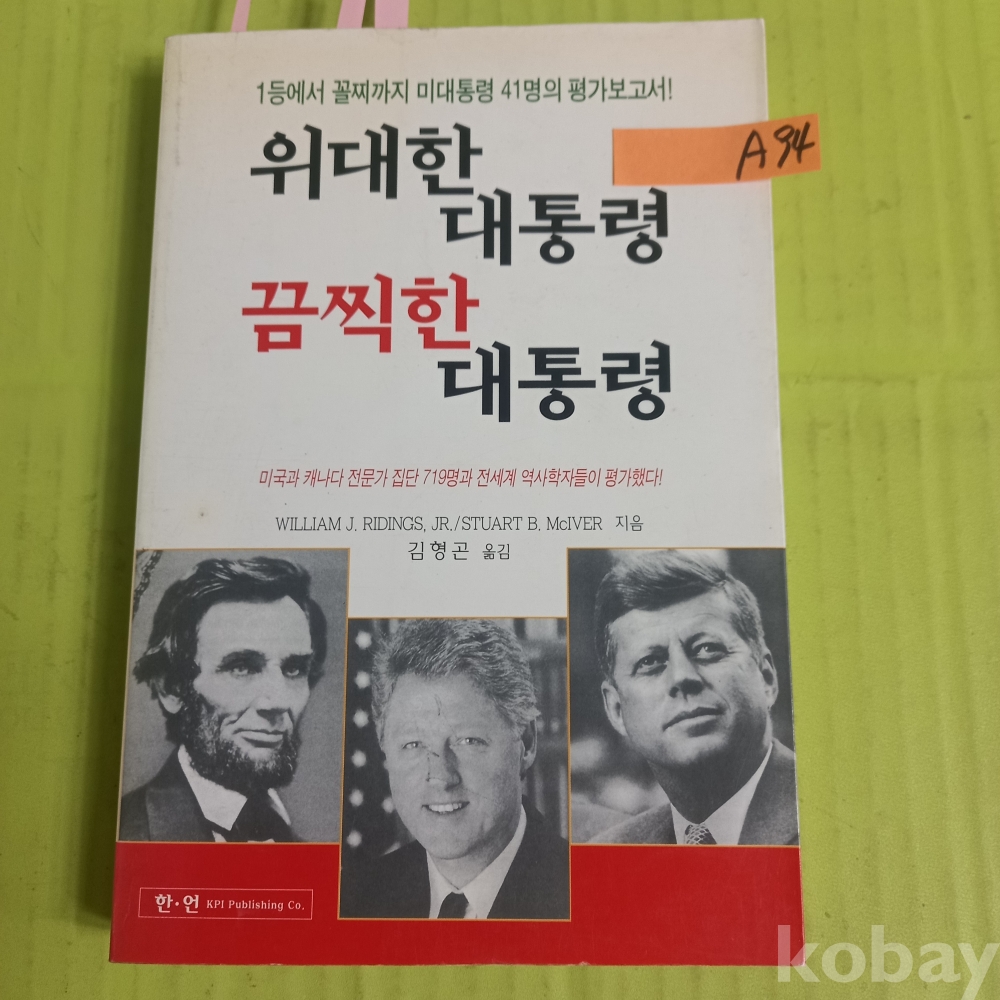 1등에서 꼴찌까지 미대통령 41명의 평가보고서!
위대한
대통령
끔찍한
대통령
A94
미국과 캐나다 전문가 집단 719명과 전세계 역사학자들이 평가했다!
WILLIAM J. RIDINGS, JR./STUART B. McIVER 지음
김형곤 옮김
한·언 KPI Publishing Co.
kobay